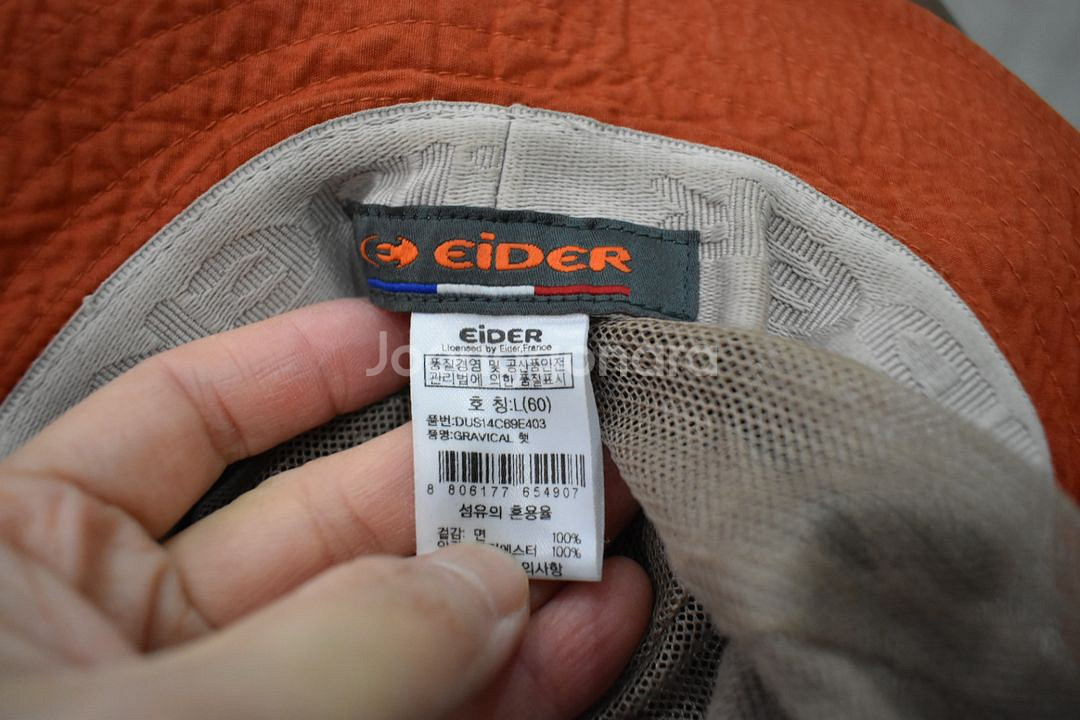 EiDER
EiDER
Licensed by Eider,France
품질경영 및 공산품안전
관리법에 의한 품질표시
호 칭:L(60)
품번:DUS14C69E403
품명:GRAVICAL 햇
8 806177 654907
섬유의 혼용율
겉감: 면 100%
100%